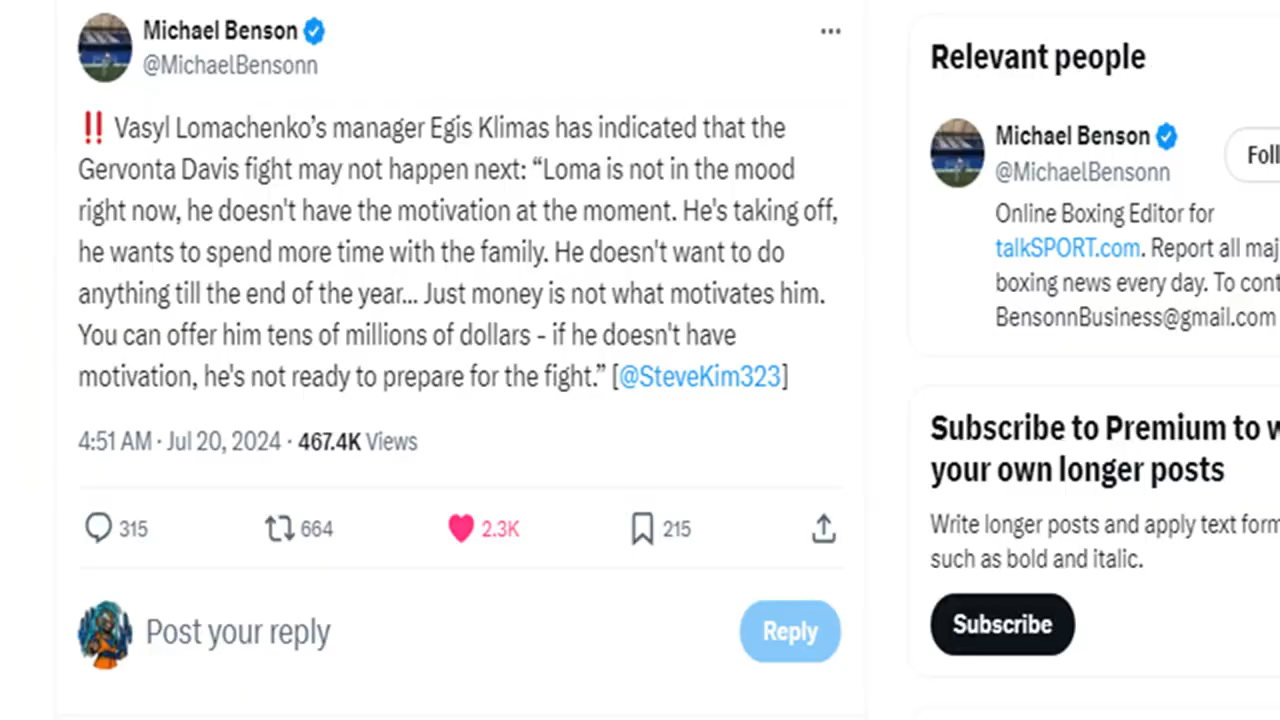 Michael Benson
@MichaelBensonn
‼️ Vasyl Lomachenko’s manager Egis Klimas has indicated that the
Gervonta Davis fight may not happen next: “Loma is not in the mood
right now, he doesn't have the motivation at the moment. He's taking off,
he wants to spend more time with the family. He doesn't want to do
anything till the end of the year... Just money is not what motivates him.
You can offer him tens of millions of dollars - if he doesn't have
motivation, he's not ready to prepare for the fight.” [@SteveKim323]
4:51 AM · Jul 20, 2024 · 467.4K Views
315 664 2.3K 215
Post your reply
Reply
Relevant people
Michael Benson
@MichaelBensonn
Foll
Online Boxing Editor for
talkSPORT.com. Report all maj
boxing news every day. To cont
BensonnBusiness@gmail.com
Subscribe to Premium to w
your own longer posts
Write longer posts and apply text form
such as bold and italic.
Subscribe